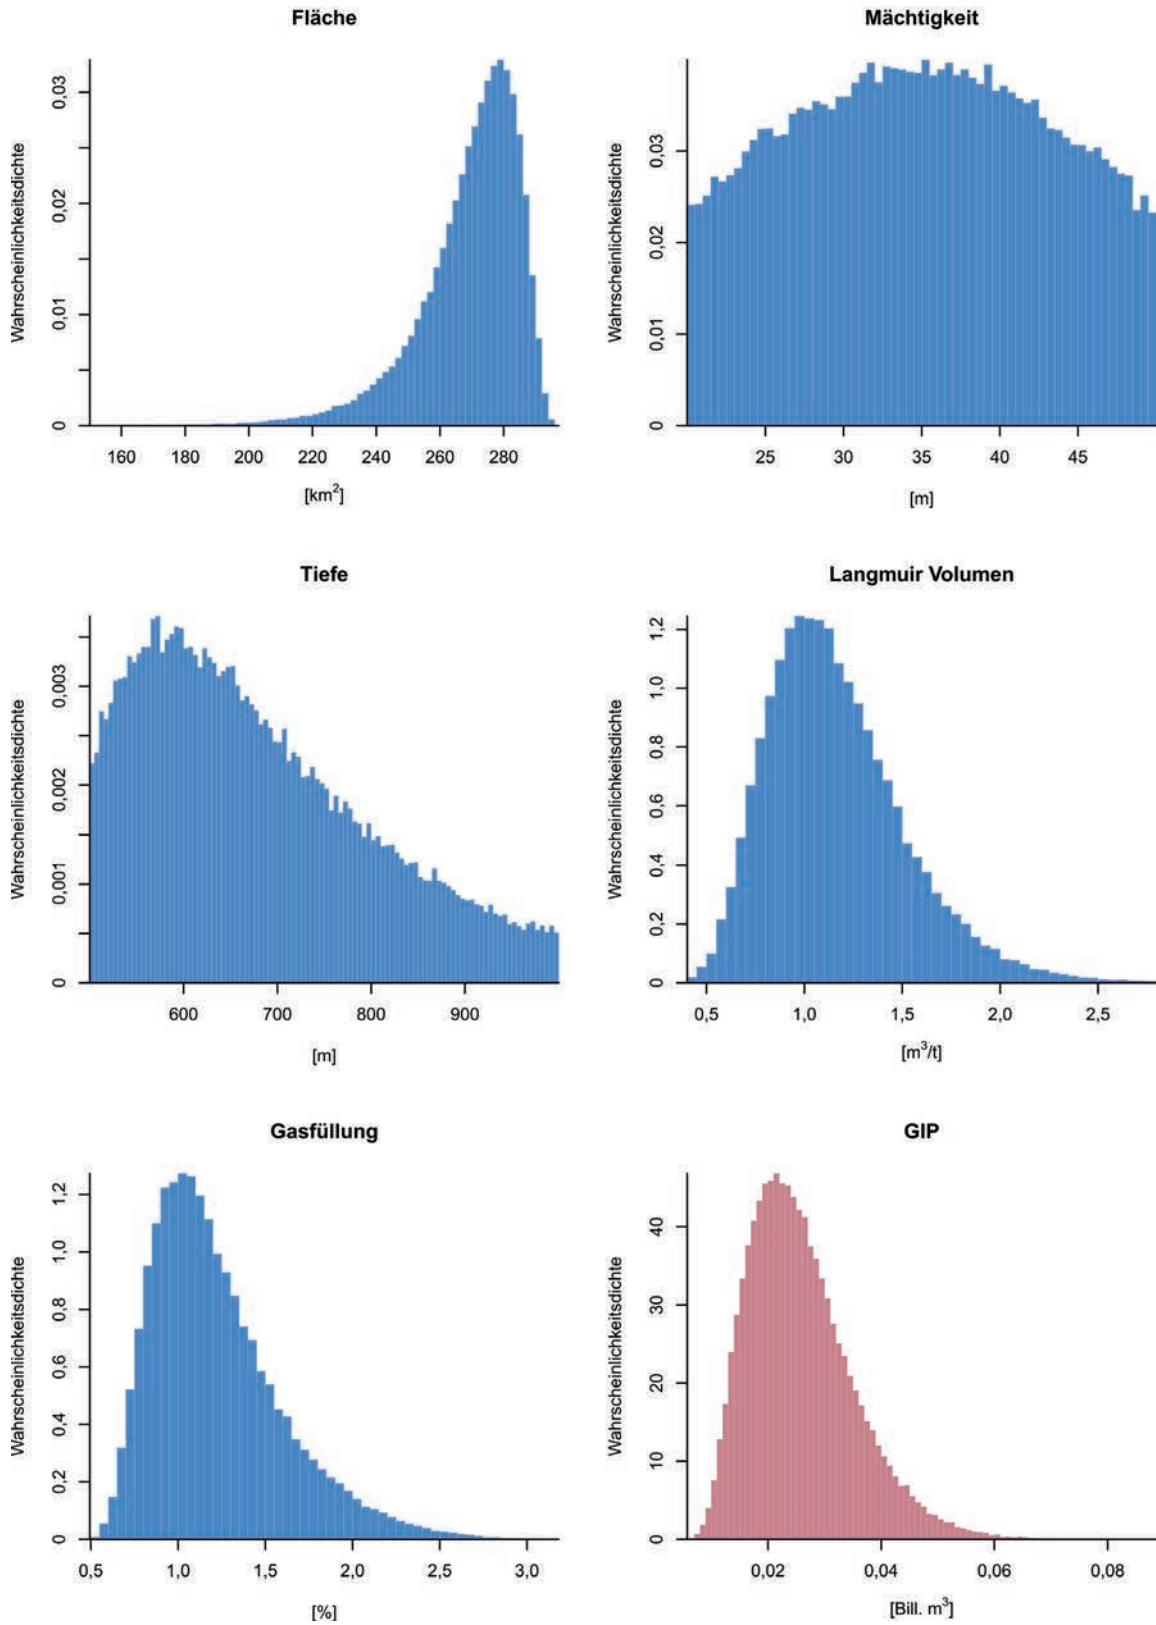 Fläche
Wahrscheinlichkeitsdichte
0,03
0,02
0,01
0
160 180 200 220 240 260 280
[km²]
Mächtigkeit
Wahrscheinlichkeitsdichte
0,03
0,02
0,01
0
25 30 35 40 45
[m]
Tiefe
Wahrscheinlichkeitsdichte
0,003
0,002
0,001
0
600 700 800 900
[m]
Langmuir Volumen
Wahrscheinlichkeitsdichte
1,2
1,0
0,8
0,6
0,4
0,2
0
0,5 1,0 1,5 2,0 2,5
[m³/t]
Gasfüllung
Wahrscheinlichkeitsdichte
1,2
1,0
0,8
0,6
0,4
0,2
0
0,5 1,0 1,5 2,0 2,5 3,0
[%]
GIP
Wahrscheinlichkeitsdichte
40
30
20
10
0
0,02 0,04 0,06 0,08
[Bill. m³]